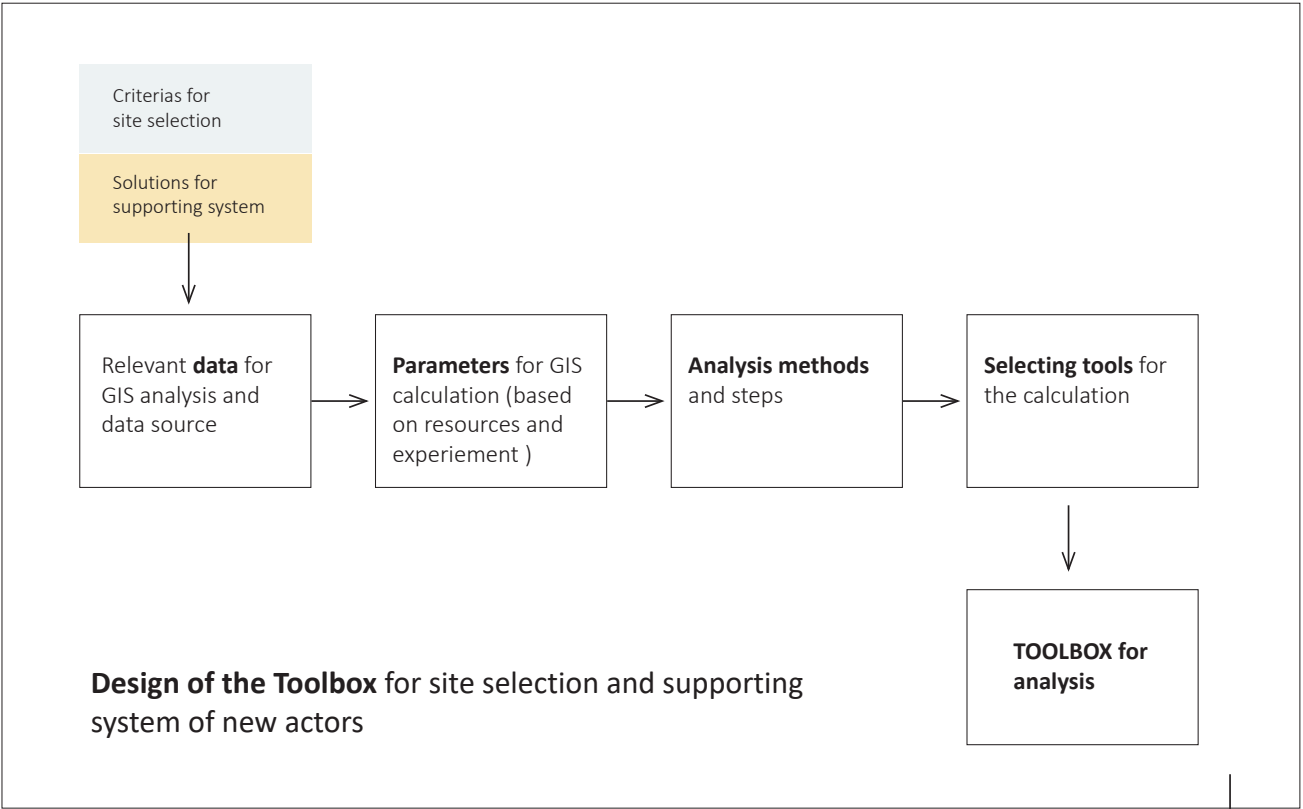 Criterias for
site selection
Solutions for
supporting system
Relevant data for
GIS analysis and
data source
Parameters for GIS
calculation (based
on resources and
experiement )
Analysis methods
and steps
Selecting tools for
the calculation
TOOLBOX for
analysis
Design of the Toolbox for site selection and supporting
system of new actors